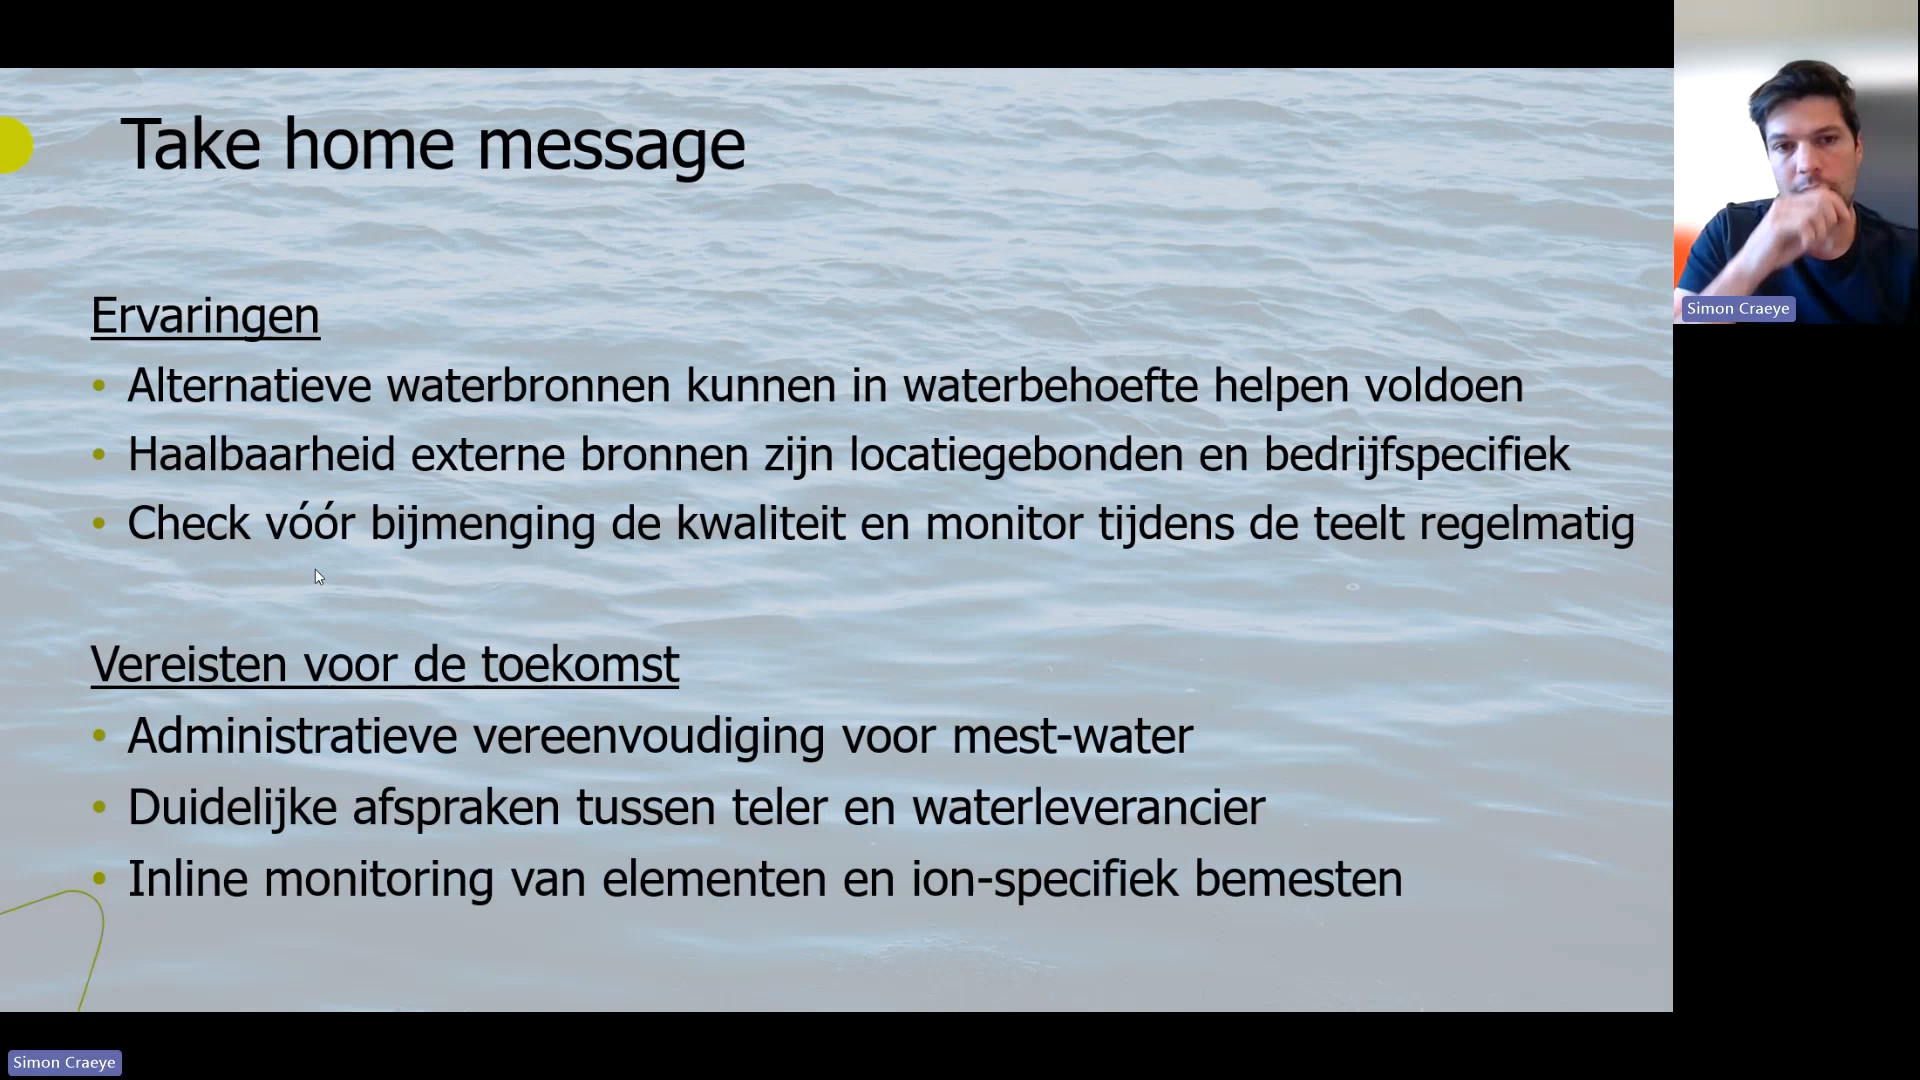 Take home message
Simon Craeye
Ervaringen
• Alternatieve waterbronnen kunnen in waterbehoefte helpen voldoen
• Haalbaarheid externe bronnen zijn locatiegebonden en bedrijfspecifiek
• Check vóór bijmenging de kwaliteit en monitor tijdens de teelt regelmatig
Vereisten voor de toekomst
• Administratieve vereenvoudiging voor mest-water
• Duidelijke afspraken tussen teler en waterleverancier
• Inline monitoring van elementen en ion-specifiek bemesten
Simon Craeye